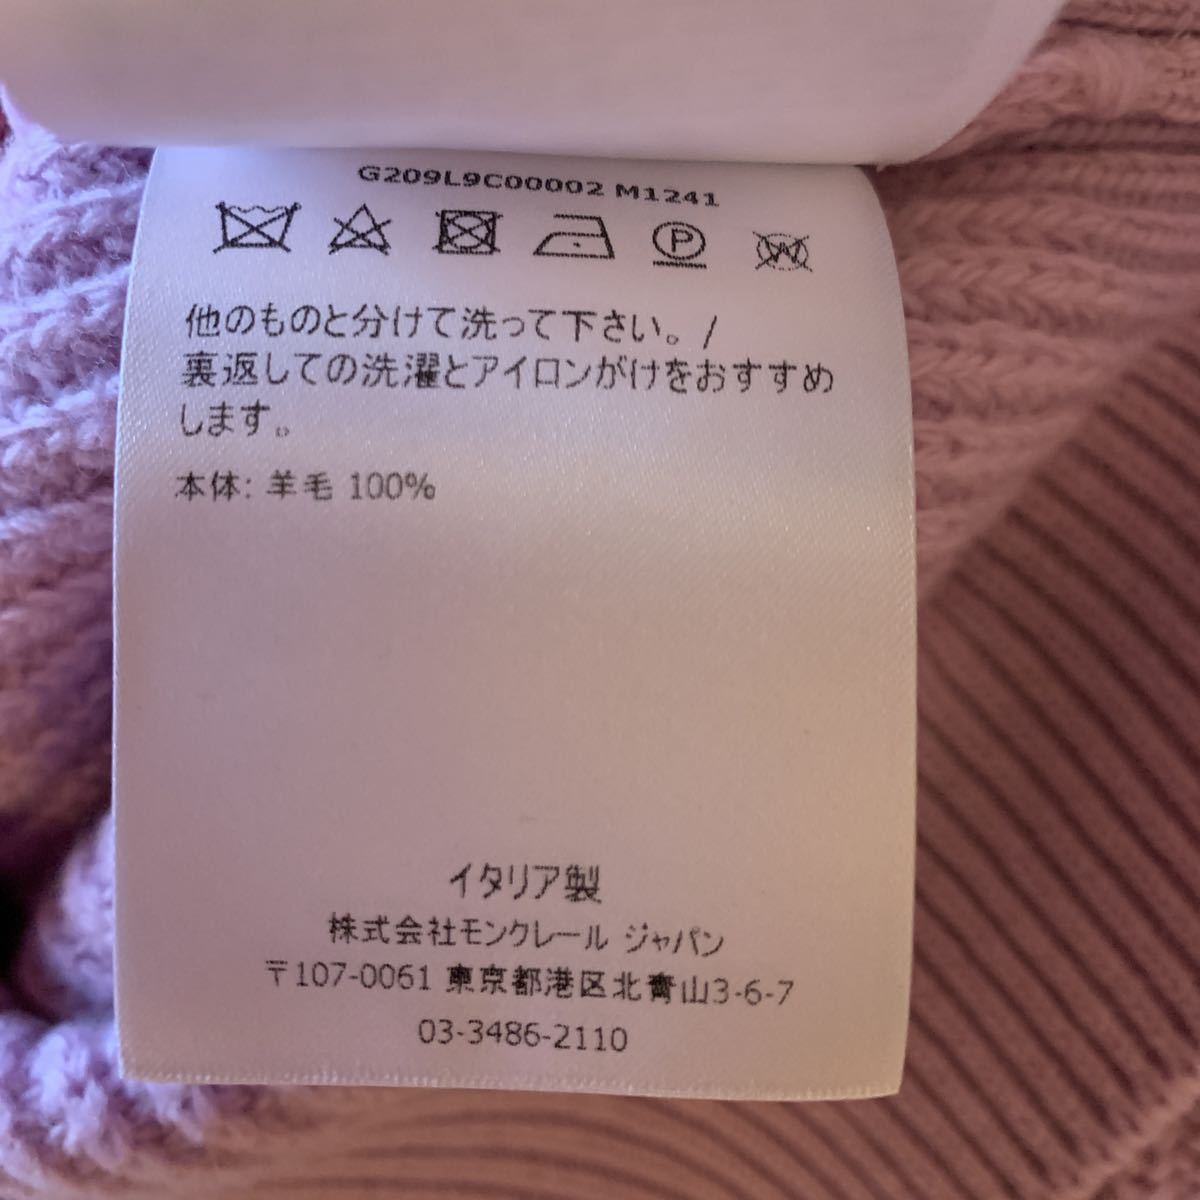 G209L9C00002 M1241
P
W
他のものと分けて洗って下さい。/
裏返しての洗濯とアイロンがけをおすすめ
します。
本体: 羊毛 100%
イタリア製
株式会社モンクレール ジャパン
〒107-0061 東京都港区北青山3-6-7
03-3486-2110